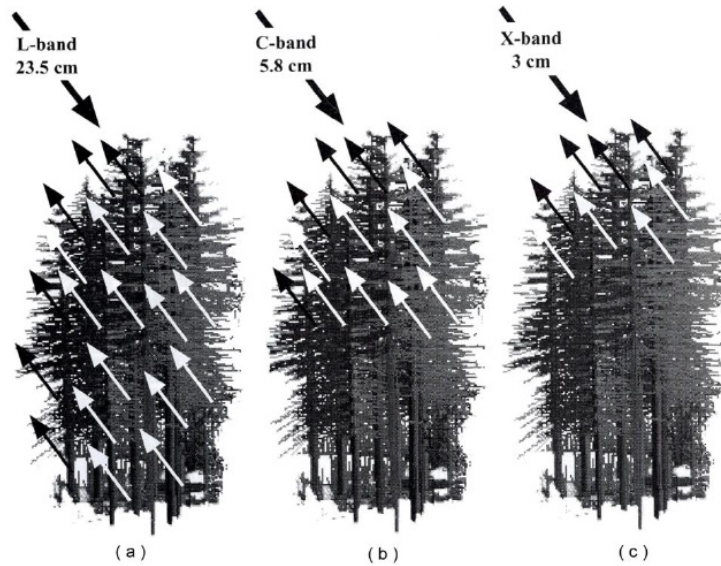 L-band
23.5 cm
C-band
5.8 cm
X-band
3 cm
( a )
( b )
( c )